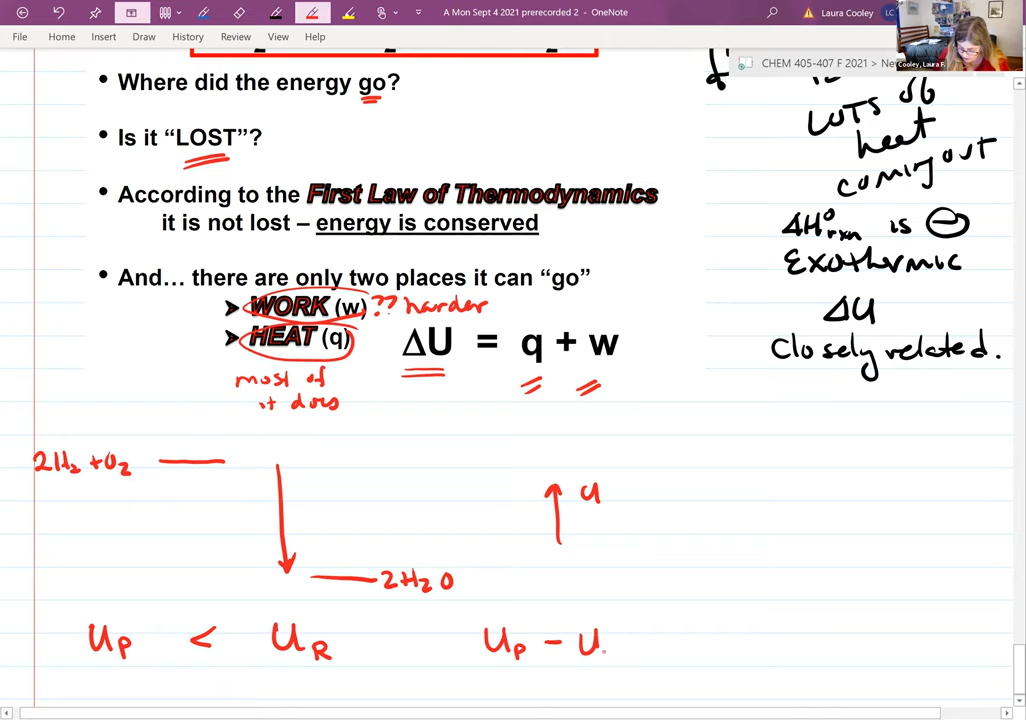 A Mon Sept 4 2021 prerecorded 2 - OneNote
Laura Cooley LC
File Home Insert Draw History Review View Help
Cooley, Laura F.
CHEM 405-407 F 2021 >
• Where did the energy go?
• Is it “LOST”?
• According to the First Law of Thermodynamics
it is not lost – energy is conserved
• And… there are only two places it can “go”
➤ WORK (w) ?? harder
➤ HEAT (q)
ΔU = q + w
most of
it does
LOTS of
heat
coming out
ΔH°rxn is ⊖
Exothermic
ΔU
closely related.
2H₂ + O₂
U
2H₂O
Uₚ < U_R
Uₚ - U